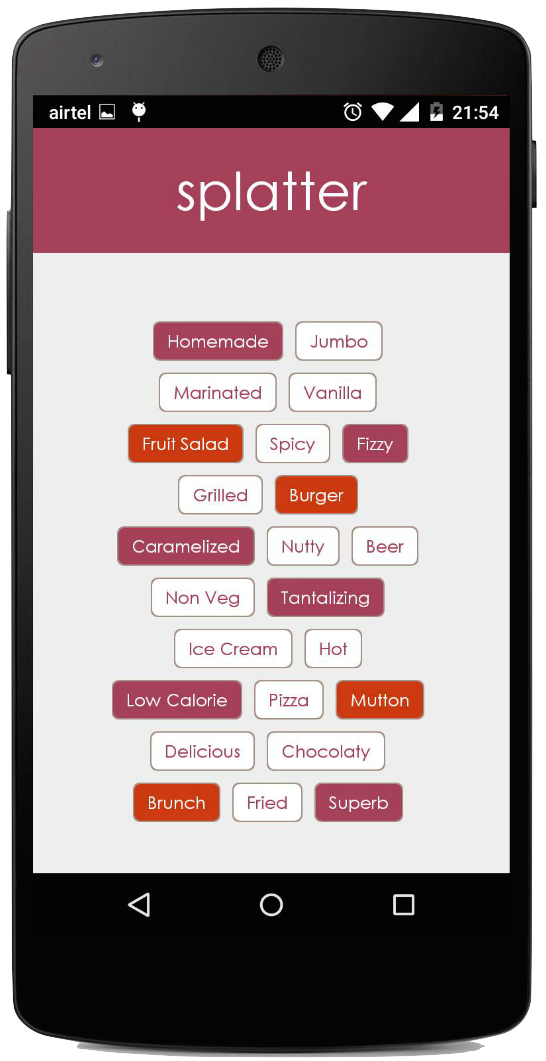 airtel 21:54
splatter
Homemade Jumbo
Marinated Vanilla
Fruit Salad Spicy Fizzy
Grilled Burger
Caramelized Nutty Beer
Non Veg Tantalizing
Ice Cream Hot
Low Calorie Pizza Mutton
Delicious Chocolaty
Brunch Fried Superb